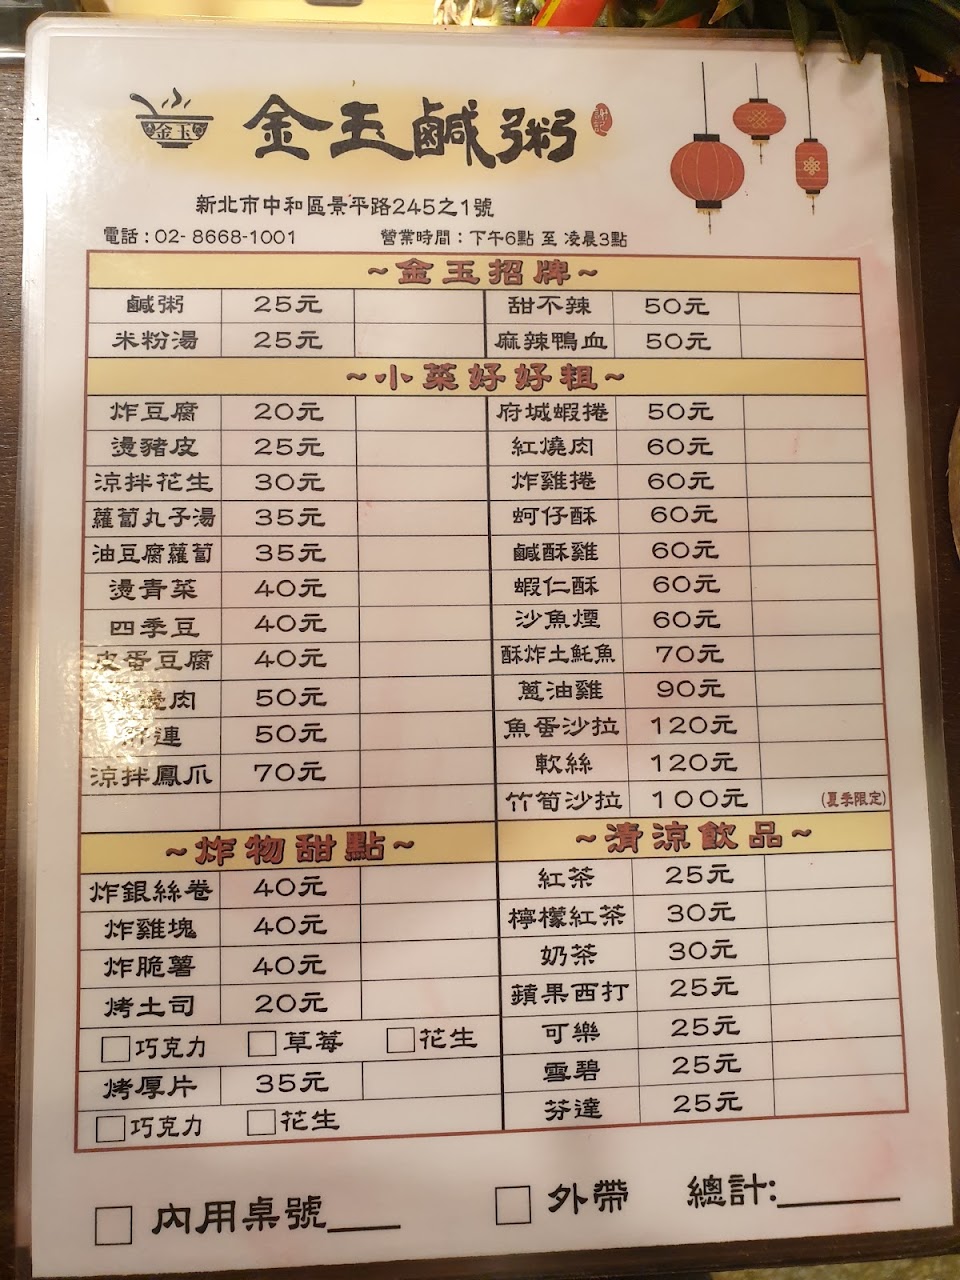 金玉
金玉鹹粥
新北市中和區景平路245之1號
電話:02- 8668-1001 營業時間:下午6點 至 凌晨3點
~金玉招牌~
鹹粥 25元 甜不辣 50元
米粉湯 25元 麻辣鴨血 50元
~小菜好好粗~
炸豆腐 20元 府城蝦捲 50元
燙豬皮 25元 紅燒肉 60元
涼拌花生 30元 炸雞捲 60元
蘿蔔丸子湯 35元 蚵仔酥 60元
油豆腐蘿蔔 35元 鹹酥雞 60元
燙青菜 40元 蝦仁酥 60元
四季豆 40元 沙魚煙 60元
皮蛋豆腐 40元 酥炸土魠魚 70元
邊肉 50元 蔥油雞 90元
連 50元 魚蛋沙拉 120元
涼拌鳳爪 70元 軟絲 120元
竹筍沙拉 100元 (夏季限定)
~炸物甜點~ ~清涼飲品~
炸銀絲卷 40元 紅茶 25元
炸雞塊 40元 檸檬紅茶 30元
炸脆薯 40元 奶茶 30元
烤土司 20元 蘋果西打 25元
巧克力 草莓 花生 可樂 25元
烤厚片 35元 雪碧 25元
巧克力 花生 芬達 25元
內用桌號____ 外帶 總計:________